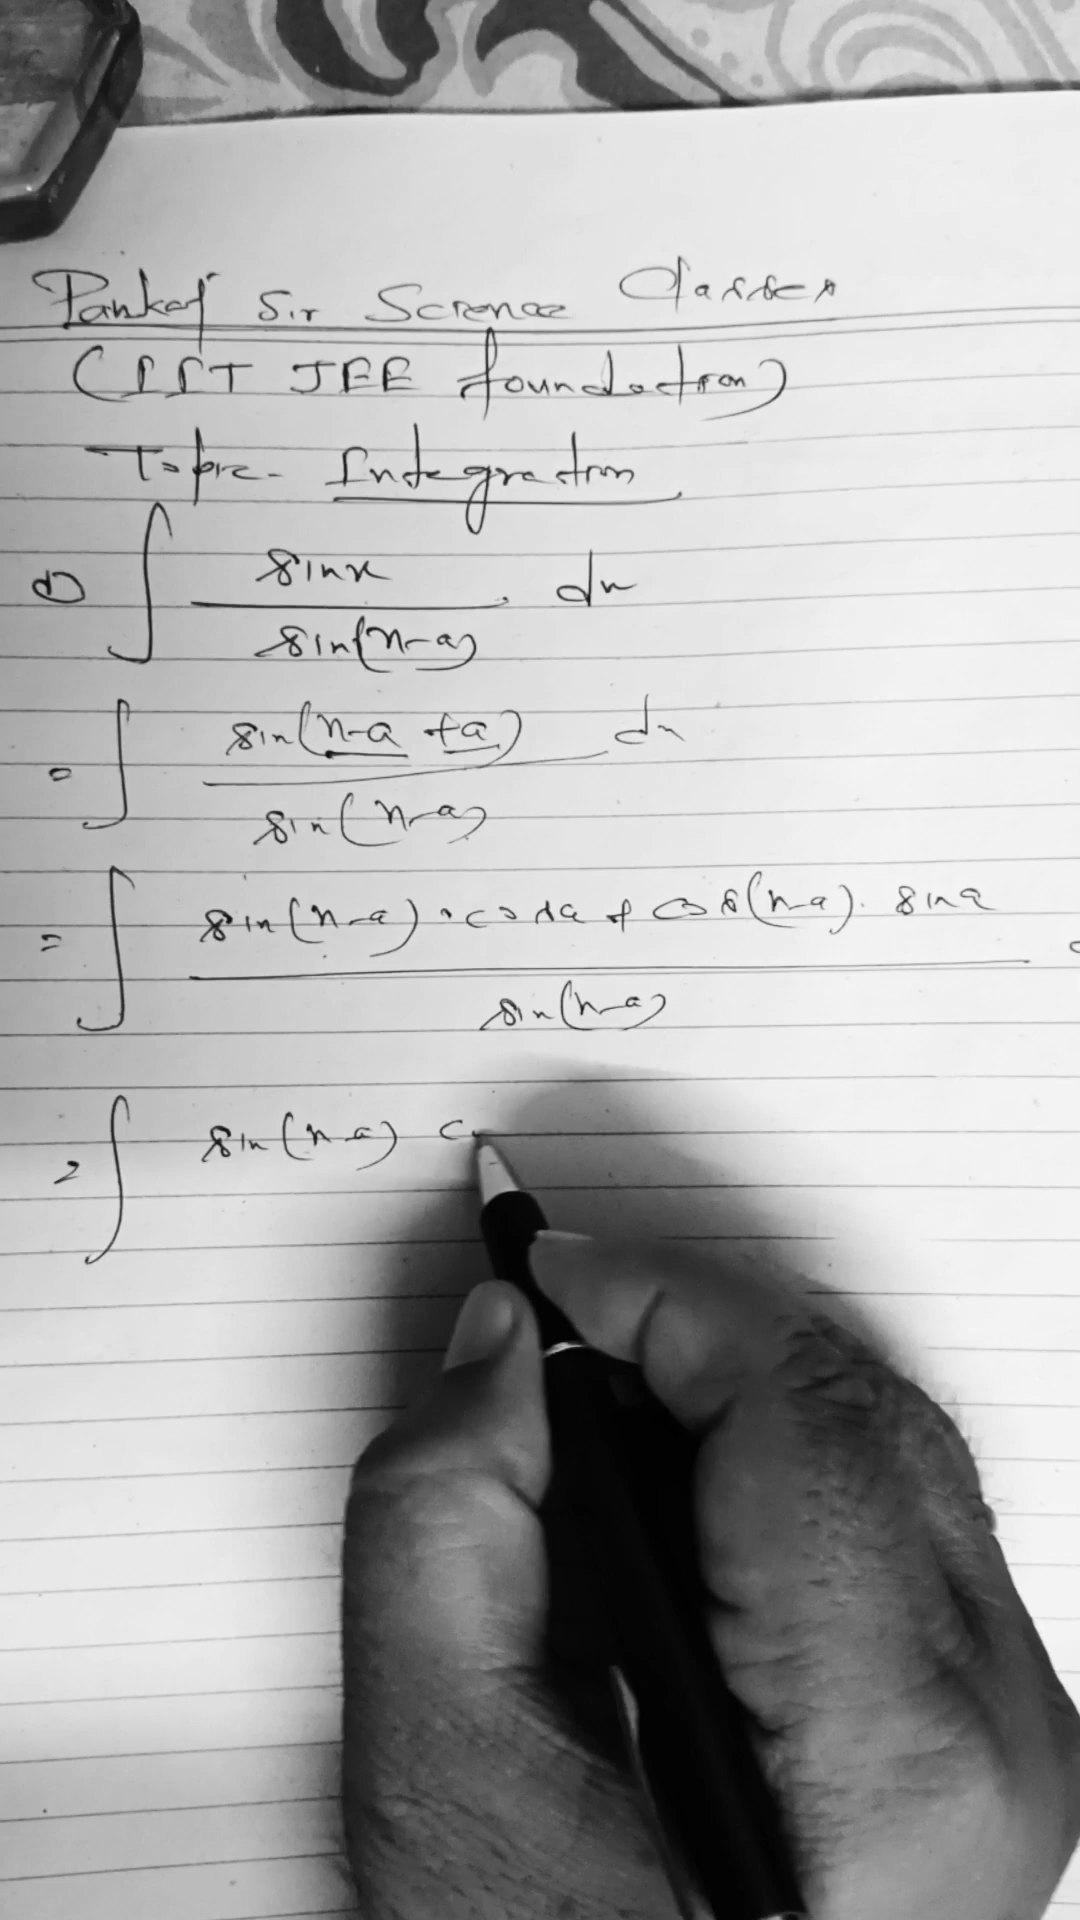 Pankaj Sir Science Classes
(IIT JEE foundation)
Topic - Integration
① ∫ sinx / sin(x-a) dx
= ∫ sin(x-a+a) / sin(x-a) dx
= ∫ sin(x-a)·cosa + cos(x-a)·sina / sin(x-a)
= ∫ sin(x-a) c